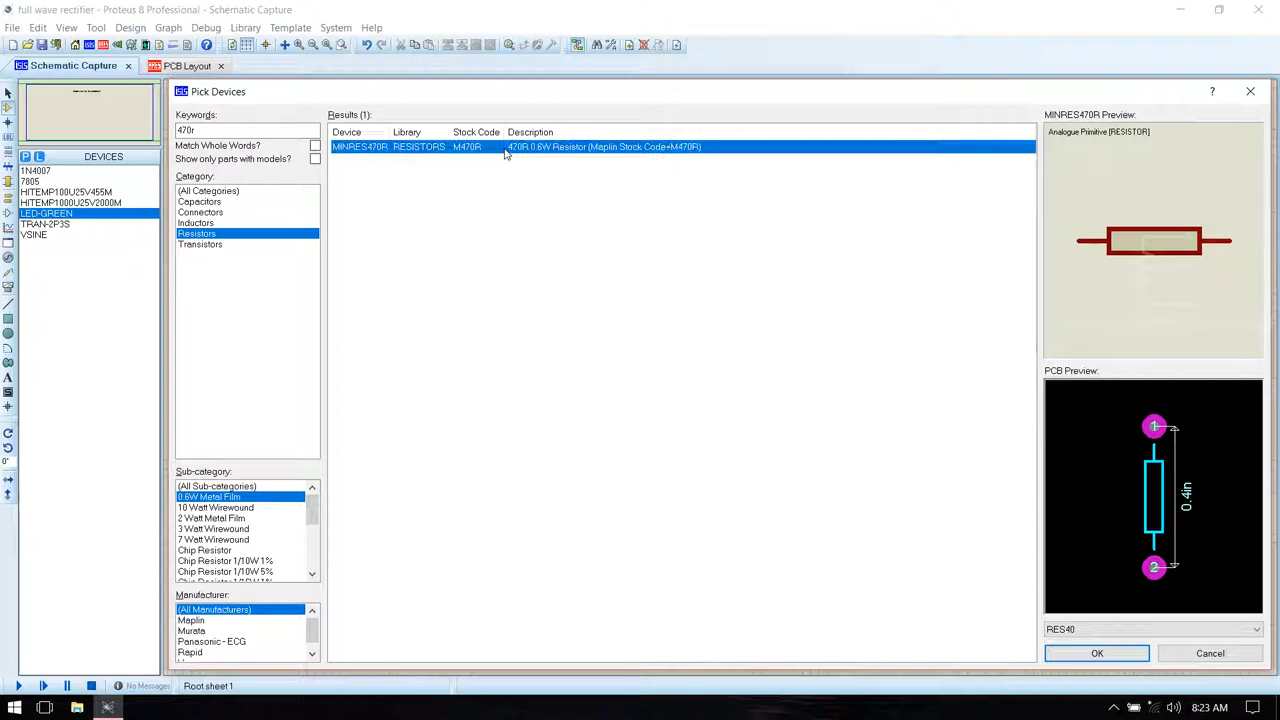 full wave rectifier - Proteus 8 Professional - Schematic Capture
File Edit View Tool Design Graph Debug Library Template System Help
Schematic Capture
PCB Layout
Pick Devices
Keywords:
470r
Match Whole Words?
Show only parts with models?
Category:
(All Categories)
Capacitors
Connectors
Inductors
Resistors
Transistors
Sub-category:
(All Sub-categories)
0.6W Metal Film
10 Watt Wirewound
2 Watt Metal Film
3 Watt Wirewound
7 Watt Wirewound
Chip Resistor
Chip Resistor 1/10W 1%
Chip Resistor 1/10W 5%
Manufacturer:
(All Manufacturers)
Maplin
Murata
Panasonic - ECG
Rapid
Results (1):
Device Library Stock Code Description
MINRES470R RESISTORS M470R 470R 0.6W Resistor (Maplin Stock Code=M470R)
MINRES470R Preview:
Analogue Primitive [RESISTOR]
PCB Preview:
1
0.4in
2
RES40
OK Cancel
P L DEVICES
1N4007
7805
HITEMP100U25V455M
HITEMP100U25V2000M
LED-GREEN
TRAN-2P3S
VSINE
0°
No Messages
Root sheet 1
8:23 AM